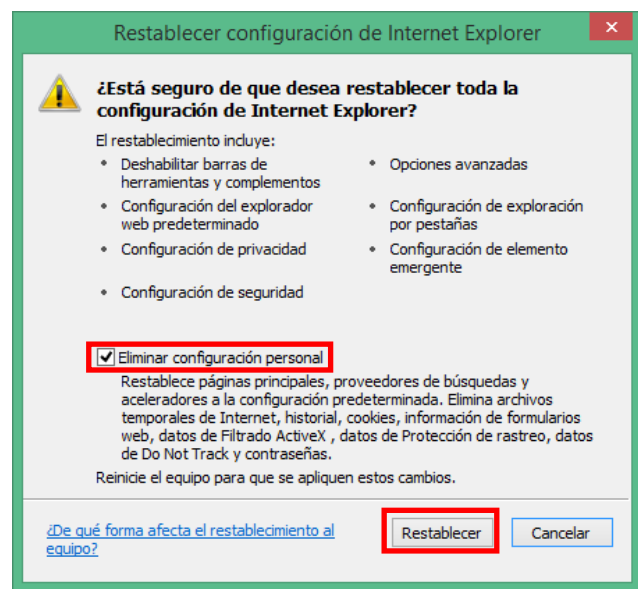 Restablecer configuración de Internet Explorer
¿Está seguro de que desea restablecer toda la
configuración de Internet Explorer?
El restablecimiento incluye:
• Deshabilitar barras de
herramientas y complementos
• Opciones avanzadas
• Configuración del explorador
web predeterminado
• Configuración de exploración
por pestañas
• Configuración de privacidad
• Configuración de elemento
emergente
• Configuración de seguridad
Eliminar configuración personal
Restablece páginas principales, proveedores de búsquedas y
aceleradores a la configuración predeterminada. Elimina archivos
temporales de Internet, historial, cookies, información de formularios
web, datos de Filtrado ActiveX , datos de Protección de rastreo, datos
de Do Not Track y contraseñas.
Reinicie el equipo para que se apliquen estos cambios.
¿De qué forma afecta el restablecimiento al
equipo?
Restablecer
Cancelar